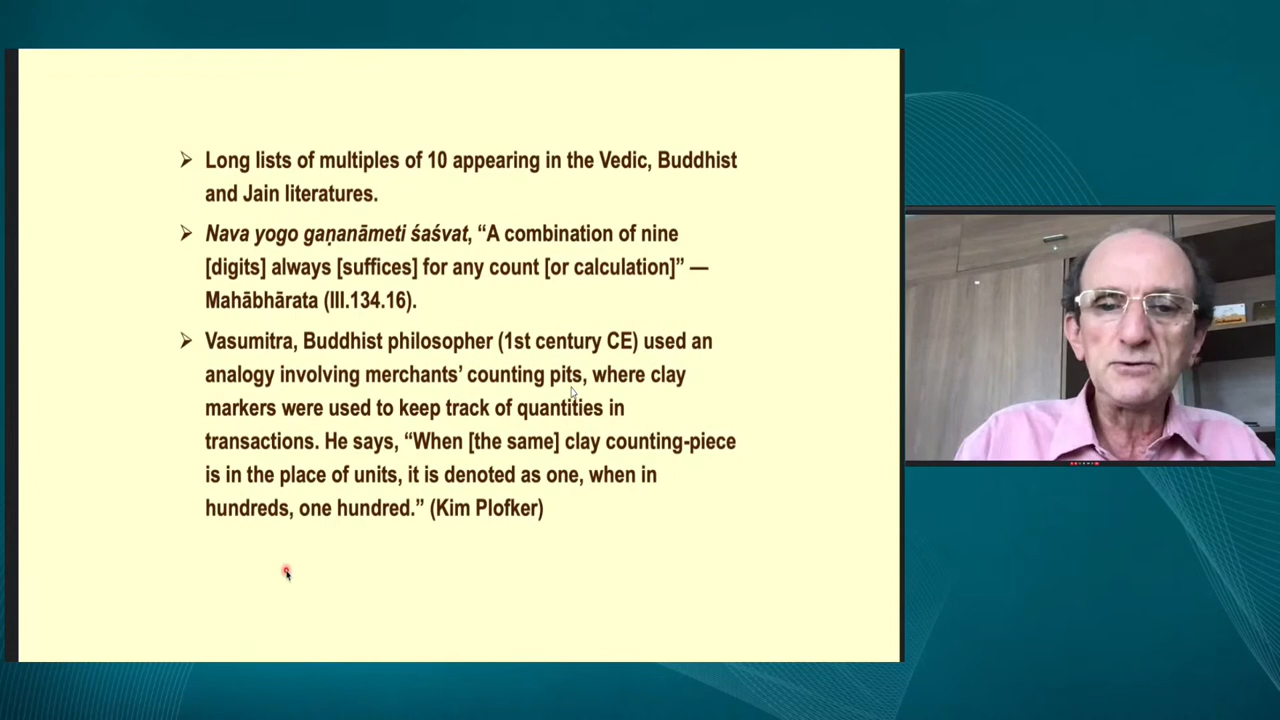 ➢ Long lists of multiples of 10 appearing in the Vedic, Buddhist
and Jain literatures.
➢ Nava yogo gaṇanāmeti śaśvat, “A combination of nine
[digits] always [suffices] for any count [or calculation]” —
Mahābhārata (III.134.16).
➢ Vasumitra, Buddhist philosopher (1st century CE) used an
analogy involving merchants’ counting pits, where clay
markers were used to keep track of quantities in
transactions. He says, “When [the same] clay counting-piece
is in the place of units, it is denoted as one, when in
hundreds, one hundred.” (Kim Plofker)